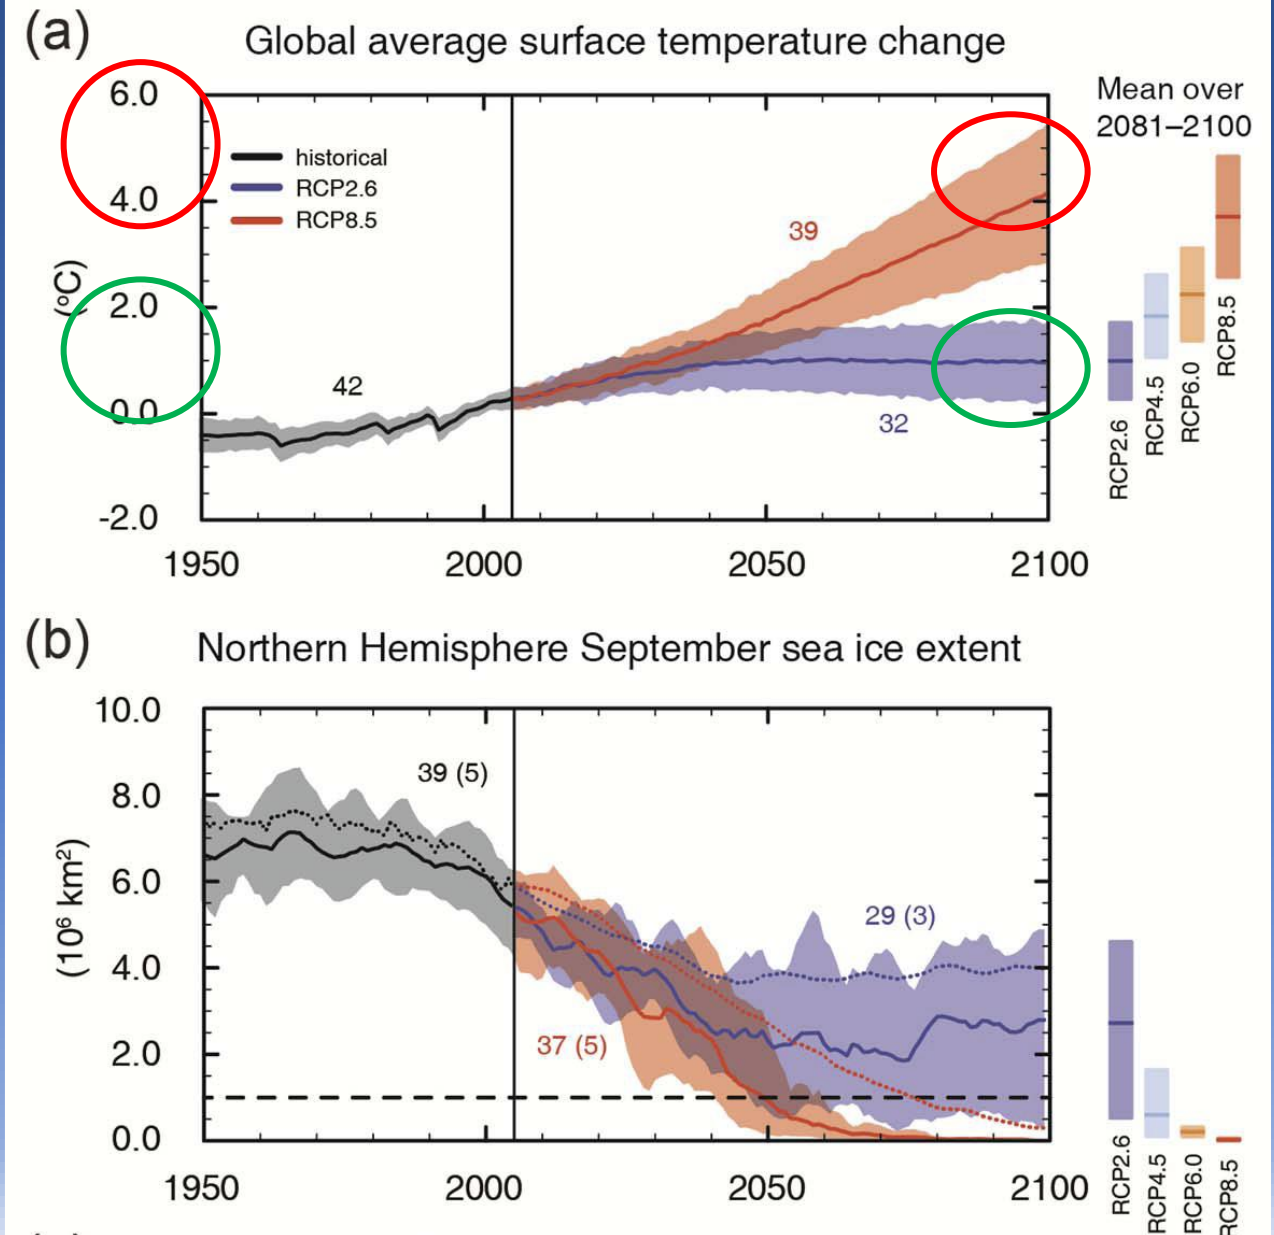 (a)
Global average surface temperature change
6.0
4.0
2.0
0.0
-2.0
(°C)
historical
RCP2.6
RCP8.5
42
39
32
1950
2000
2050
2100
Mean over
2081–2100
RCP2.6
RCP4.5
RCP6.0
RCP8.5
(b)
Northern Hemisphere September sea ice extent
10.0
8.0
6.0
4.0
2.0
0.0
(10⁶ km²)
39 (5)
29 (3)
37 (5)
1950
2000
2050
2100
RCP2.6
RCP4.5
RCP6.0
RCP8.5